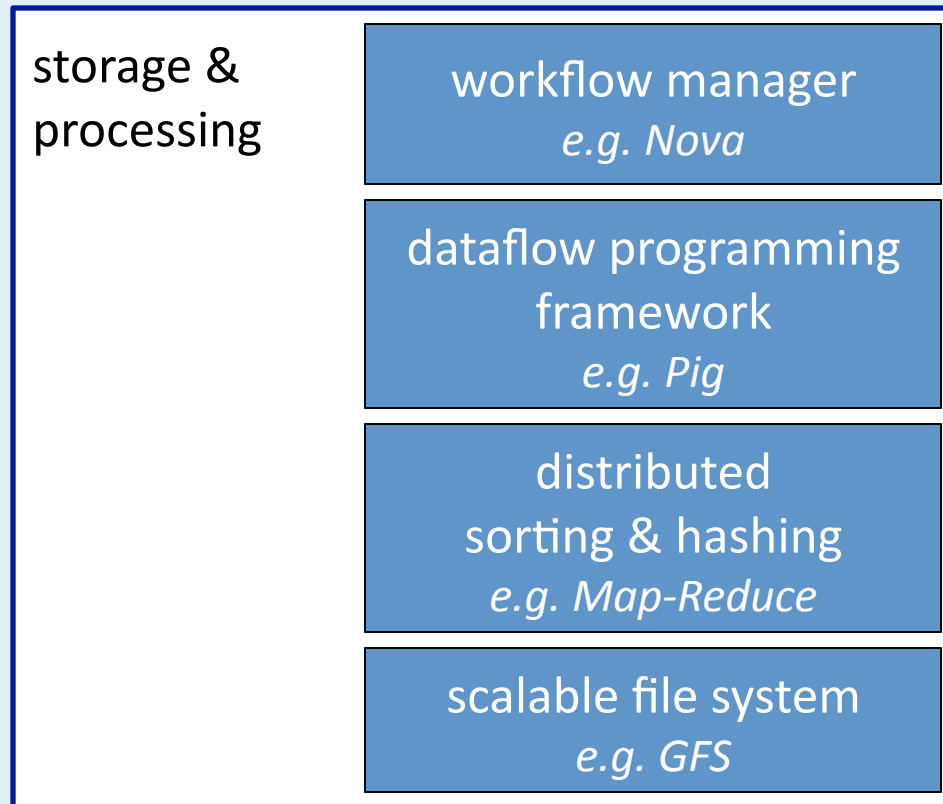 storage &
processing
workflow manager
e.g. Nova
dataflow programming
framework
e.g. Pig
distributed
sorting & hashing
e.g. Map-Reduce
scalable file system
e.g. GFS